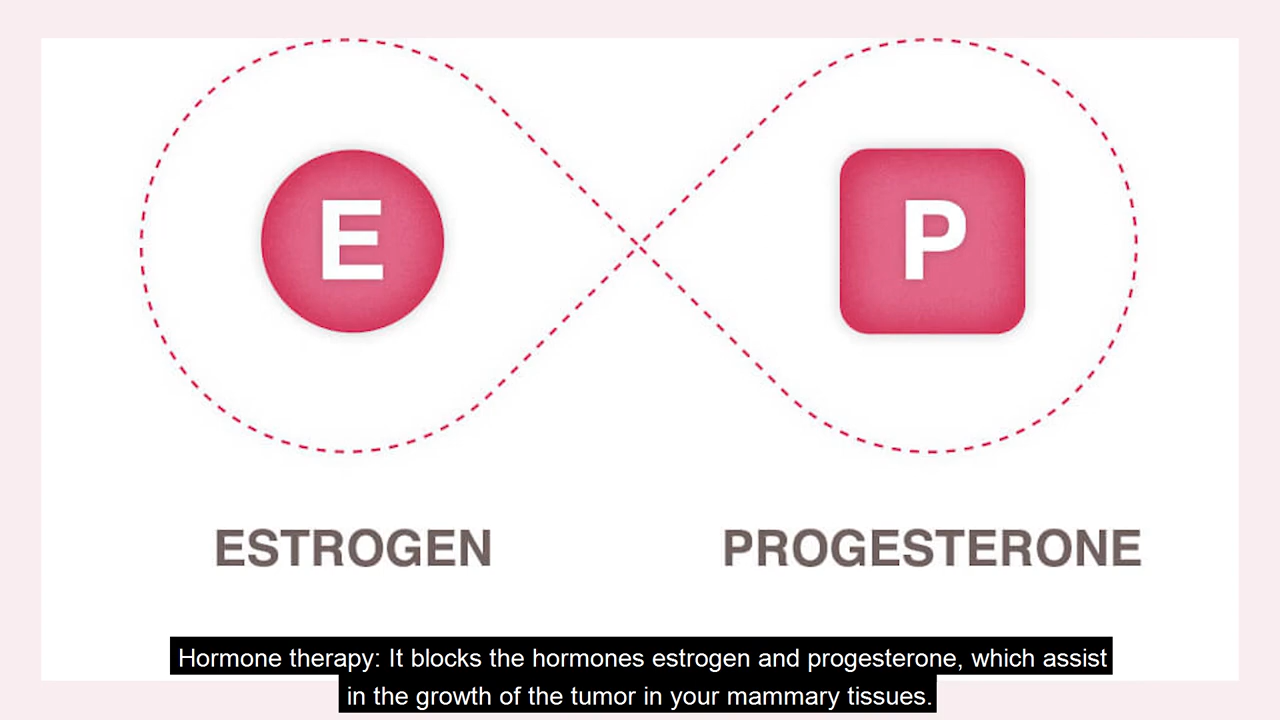 E
P
ESTROGEN
PROGESTERONE
Hormone therapy: It blocks the hormones estrogen and progesterone, which assist
in the growth of the tumor in your mammary tissues.